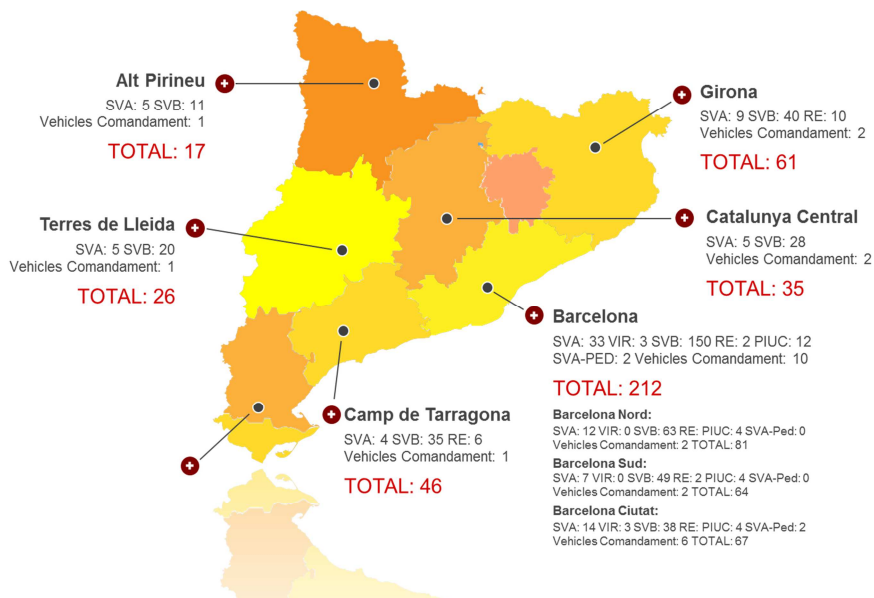 Alt Pirineu
SVA: 5 SVB: 11
Vehicles Comandament: 1
TOTAL: 17
Girona
SVA: 9 SVB: 40 RE: 10
Vehicles Comandament: 2
TOTAL: 61
Terres de Lleida
SVA: 5 SVB: 20
Vehicles Comandament: 1
TOTAL: 26
Catalunya Central
SVA: 5 SVB: 28
Vehicles Comandament: 2
TOTAL: 35
Barcelona
SVA: 33 VIR: 3 SVB: 150 RE: 2 PIUC: 12
SVA-PED: 2 Vehicles Comandament: 10
TOTAL: 212
Barcelona Nord:
SVA: 12 VIR: 0 SVB: 63 RE: PIUC: 4 SVA-Ped: 0
Vehicles Comandament: 2 TOTAL: 81
Barcelona Sud:
SVA: 7 VIR: 0 SVB: 49 RE: 2 PIUC: 4 SVA-Ped: 0
Vehicles Comandament: 2 TOTAL: 64
Barcelona Ciutat:
SVA: 14 VIR: 3 SVB: 38 RE: PIUC: 4 SVA-Ped: 2
Vehicles Comandament: 6 TOTAL: 67
Camp de Tarragona
SVA: 4 SVB: 35 RE: 6
Vehicles Comandament: 1
TOTAL: 46